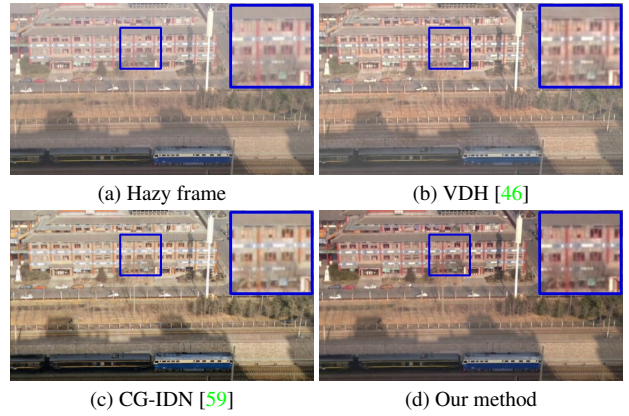 (a) Hazy frame
(b) VDH [46]
(c) CG-IDN [59]
(d) Our method